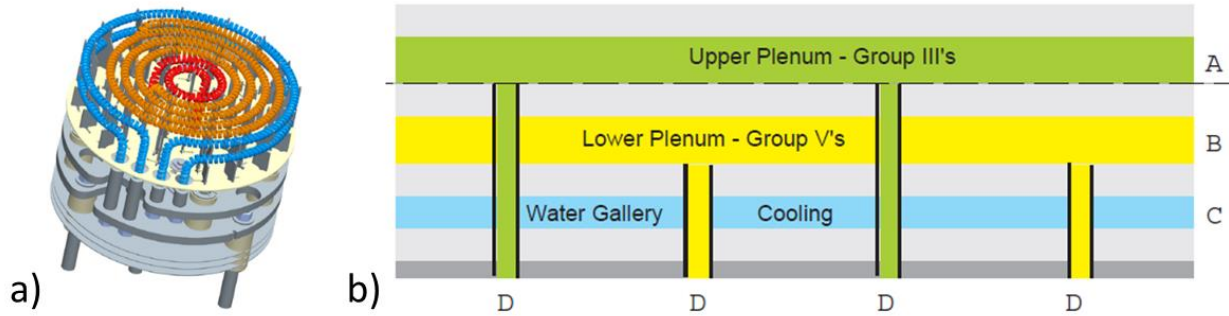 a)
b)
Upper Plenum - Group III's
A
Lower Plenum - Group V's
B
Water Gallery
Cooling
C
D
D
D
D